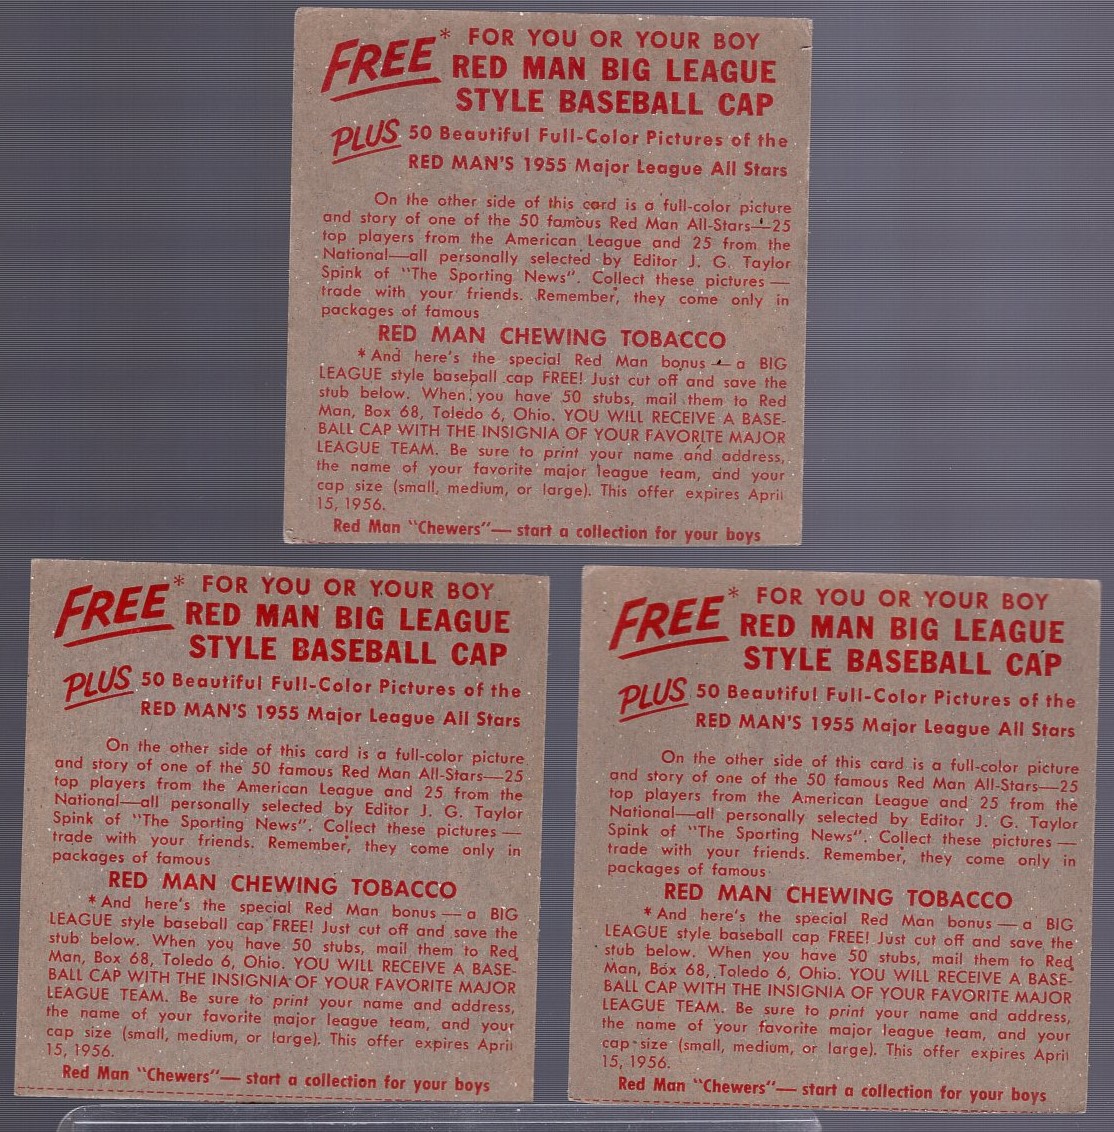 FREE* FOR YOU OR YOUR BOY
RED MAN BIG LEAGUE
STYLE BASEBALL CAP
PLUS 50 Beautiful Full-Color Pictures of the
RED MAN'S 1955 Major League All Stars
On the other side of this card is a full-color picture
and story of one of the 50 famous Red Man All-Stars—25
top players from the American League and 25 from the
National—all personally selected by Editor J. G. Taylor
Spink of "The Sporting News". Collect these pictures—
trade with your friends. Remember, they come only in
packages of famous
RED MAN CHEWING TOBACCO
*And here's the special Red Man bonus—a BIG
LEAGUE style baseball cap FREE! Just cut off and save the
stub below. When you have 50 stubs, mail them to Red
Man, Box 68, Toledo 6, Ohio. YOU WILL RECEIVE A BASE-
BALL CAP WITH THE INSIGNIA OF YOUR FAVORITE MAJOR
LEAGUE TEAM. Be sure to print your name and address,
the name of your favorite major league team, and your
cap size (small, medium, or large). This offer expires April
15, 1956.
Red Man "Chewers"— start a collection for your boys
FREE* FOR YOU OR YOUR BOY
RED MAN BIG LEAGUE
STYLE BASEBALL CAP
PLUS 50 Beautiful Full-Color Pictures of the
RED MAN'S 1955 Major League All Stars
On the other side of this card is a full-color picture
and story of one of the 50 famous Red Man All-Stars—25
top players from the American League and 25 from the
National—all personally selected by Editor J. G. Taylor
Spink of "The Sporting News". Collect these pictures—
trade with your friends. Remember, they come only in
packages of famous
RED MAN CHEWING TOBACCO
*And here's the special Red Man bonus—a BIG
LEAGUE style baseball cap FREE! Just cut off and save the
stub below. When you have 50 stubs, mail them to Red
Man, Box 68, Toledo 6, Ohio. YOU WILL RECEIVE A BASE-
BALL CAP WITH THE INSIGNIA OF YOUR FAVORITE MAJOR
LEAGUE TEAM. Be sure to print your name and address,
the name of your favorite major league team, and your
cap size (small, medium, or large). This offer expires April
15, 1956.
Red Man "Chewers"— start a collection for your boys
FREE* FOR YOU OR YOUR BOY
RED MAN BIG LEAGUE
STYLE BASEBALL CAP
PLUS 50 Beautiful Full-Color Pictures of the
RED MAN'S 1955 Major League All Stars
On the other side of this card is a full-color picture
and story of one of the 50 famous Red Man All-Stars—25
top players from the American League and 25 from the
National—all personally selected by Editor J. G. Taylor
Spink of "The Sporting News". Collect these pictures—
trade with your friends. Remember, they come only in
packages of famous
RED MAN CHEWING TOBACCO
*And here's the special Red Man bonus—a BIG
LEAGUE style baseball cap FREE! Just cut off and save the
stub below. When you have 50 stubs, mail them to Red
Man, Box 68, Toledo 6, Ohio. YOU WILL RECEIVE A BASE-
BALL CAP WITH THE INSIGNIA OF YOUR FAVORITE MAJOR
LEAGUE TEAM. Be sure to print your name and address,
the name of your favorite major league team, and your
cap size (small, medium, or large). This offer expires April
15, 1956.
Red Man "Chewers"— start a collection for your boys